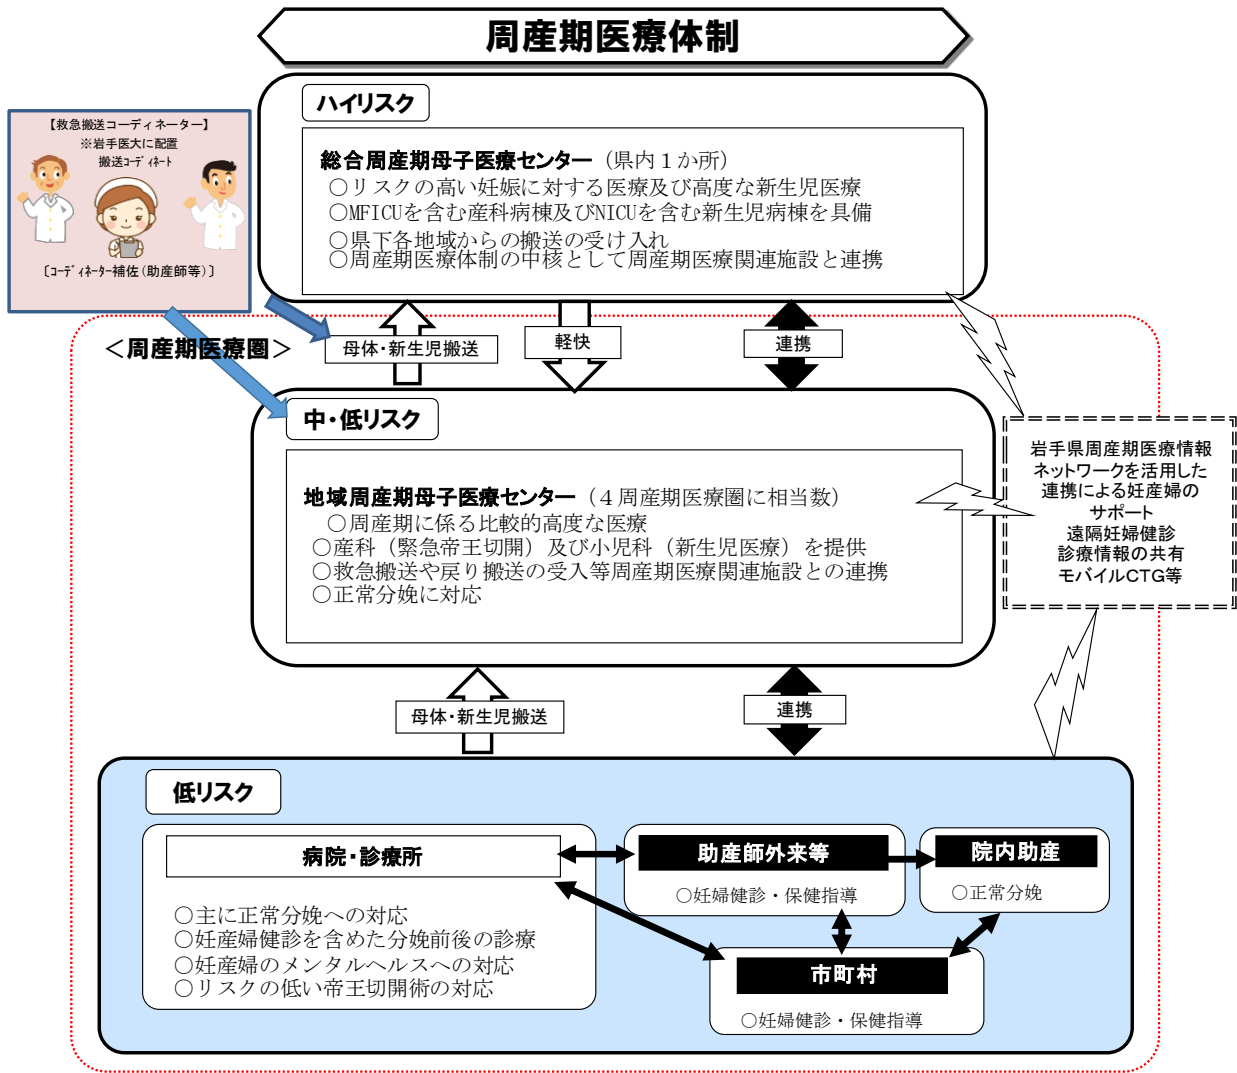 周産期医療体制
ハイリスク
【救急搬送コーディネーター】
※岩手医大に配置
搬送ｺｰﾃﾞｨﾈｰﾄ
〔ｺｰﾃﾞｨﾈｰﾀｰ補佐(助産師等)〕
総合周産期母子医療センター（県内１か所）
○リスクの高い妊娠に対する医療及び高度な新生児医療
○MFICUを含む産科病棟及びNICUを含む新生児病棟を具備
○県下各地域からの搬送の受け入れ
○周産期医療体制の中核として周産期医療関連施設と連携
＜周産期医療圏＞
母体・新生児搬送
軽快
連携
中・低リスク
地域周産期母子医療センター（４周産期医療圏に相当数）
○周産期に係る比較的高度な医療
○産科（緊急帝王切開）及び小児科（新生児医療）を提供
○救急搬送や戻り搬送の受入等周産期医療関連施設との連携
○正常分娩に対応
岩手県周産期医療情報
ネットワークを活用した
連携による妊産婦の
サポート
遠隔妊婦健診
診療情報の共有
モバイルCTG等
母体・新生児搬送
連携
低リスク
病院・診療所
○主に正常分娩への対応
○妊産婦健診を含めた分娩前後の診療
○妊産婦のメンタルヘルスへの対応
○リスクの低い帝王切開術の対応
助産師外来等
○妊婦健診・保健指導
院内助産
○正常分娩
市町村
○妊婦健診・保健指導